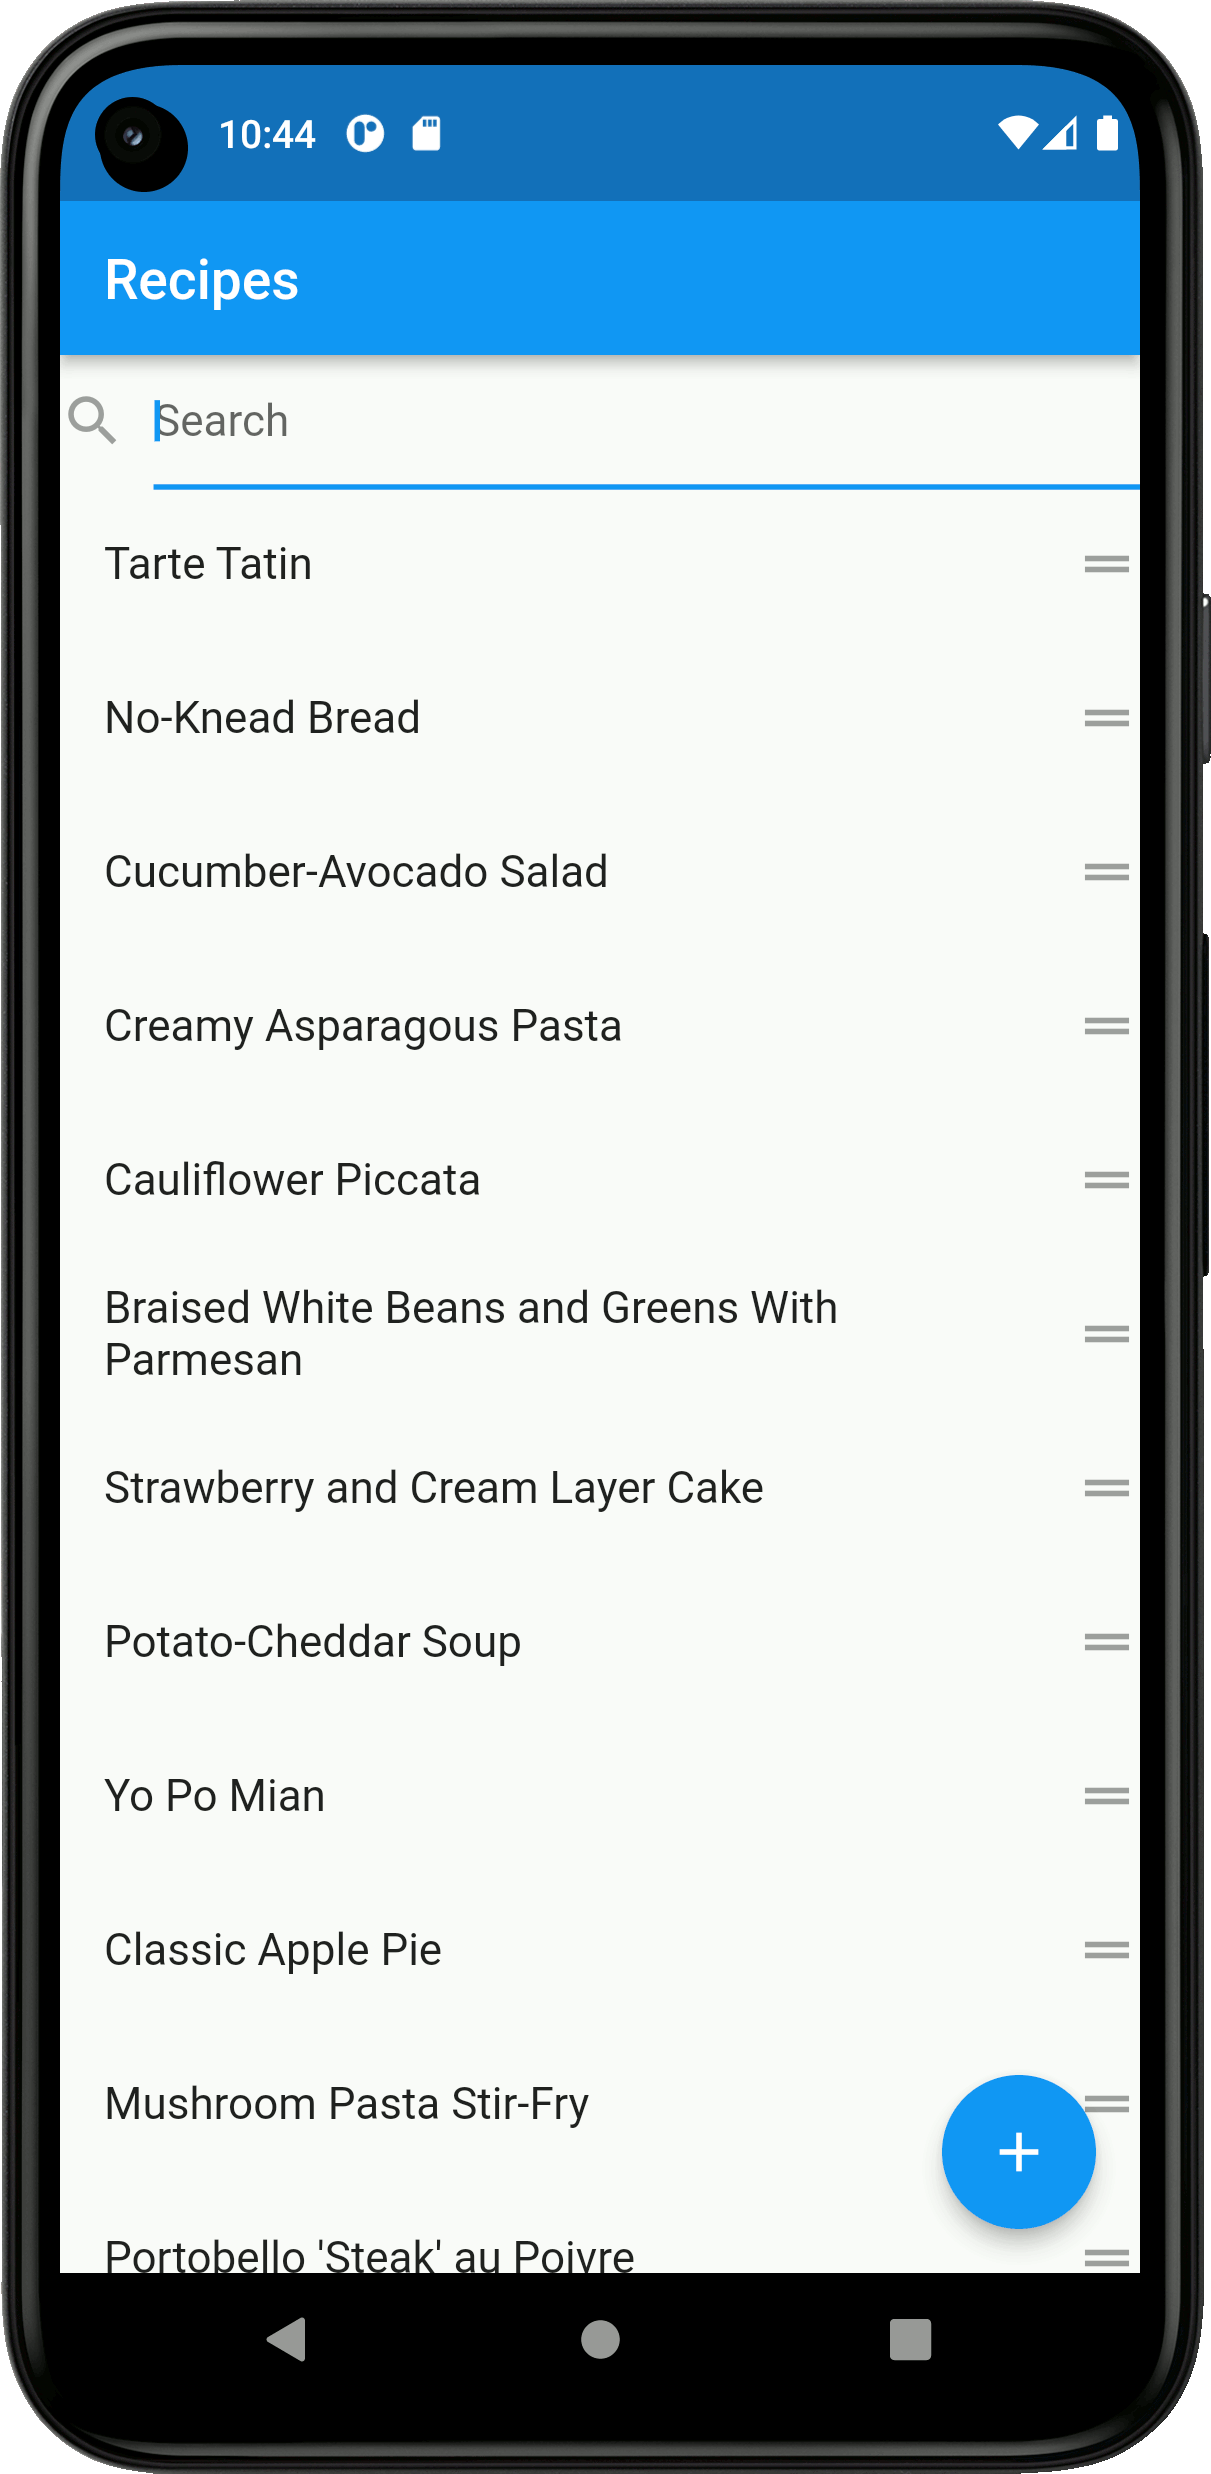 10:44
Recipes
Search
Tarte Tatin
No-Knead Bread
Cucumber-Avocado Salad
Creamy Asparagous Pasta
Cauliflower Piccata
Braised White Beans and Greens With
Parmesan
Strawberry and Cream Layer Cake
Potato-Cheddar Soup
Yo Po Mian
Classic Apple Pie
Mushroom Pasta Stir-Fry
Portobello 'Steak' au Poivre